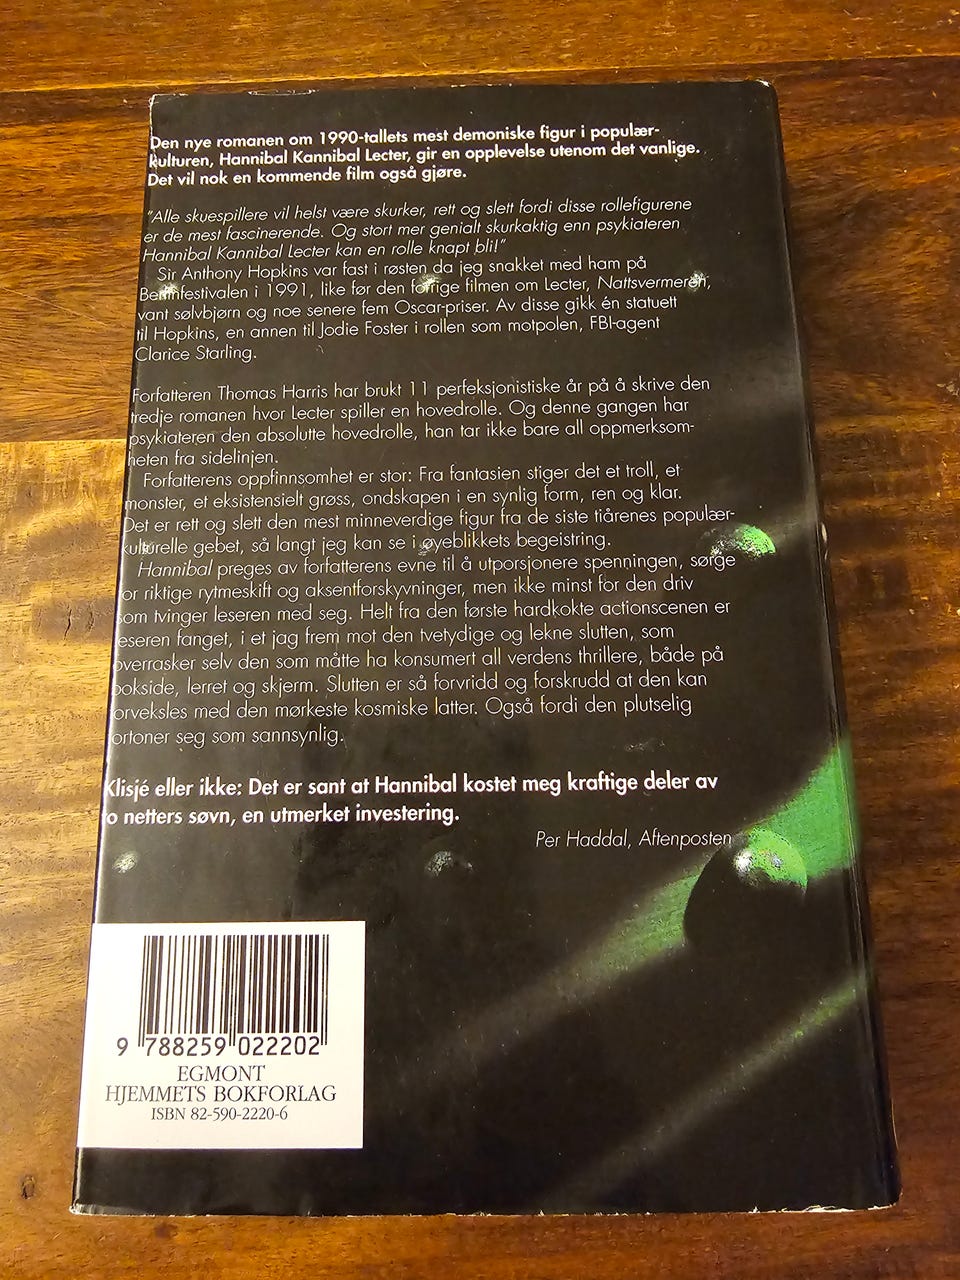 Den nye romanen om 1990-tallets mest demoniske figur i populær-
kulturen, Hannibal Kannibal Lecter, gir en opplevelse utenom det vanlige.
Det vil nok en kommende film også gjøre.
"Alle skuespillere vil helst være skurker, rett og slett fordi disse rollefigurene
er de mest fascinerende. Og stort mer genialt skurkaktig enn psykiateren
Hannibal Kannibal Lecter kan en rolle knapt bli!"
Sir Anthony Hopkins var fast i røsten da jeg snakket med ham på
Berlinfestivalen i 1991, like før den forrige filmen om Lecter, Nattsvermeren,
vant sølvbjørn og noe senere fem Oscar-priser. Av disse gikk én statuett
til Hopkins, en annen til Jodie Foster i rollen som motpolen, FBI-agent
Clarice Starling.
Forfatteren Thomas Harris har brukt 11 perfeksjonistiske år på å skrive den
tredje romanen hvor Lecter spiller en hovedrolle. Og denne gangen har
psykiateren den absolutte hovedrolle, han tar ikke bare all oppmerksom-
heten fra sidelinjen.
Forfatterens oppfinnsomhet er stor: Fra fantasien stiger det et troll, et
monster, et eksistensielt grøss, ondskapen i en synlig form, ren og klar.
Det er rett og slett den mest minneverdige figur fra de siste tiårenes populær-
kulturelle gebet, så langt jeg kan se i øyeblikkets begeistring.
Hannibal preges av forfatterens evne til å utporsjonere spenningen, sørge
for riktige rytmeskift og aksentforskyvninger, men ikke minst for den driv
som tvinger leseren med seg. Helt fra den første hardkokte actionscenen er
leseren fanget, i et jag frem mot den tvetydige og lekne slutten, som
overrasker selv den som måtte ha konsumert all verdens thrillere, både på
bokside, lerret og skjerm. Slutten er så forvridd og forskrudd at den kan
forveksles med den mørkeste kosmiske latter. Også fordi den plutselig
fortoner seg som sannsynlig.
Klisjé eller ikke: Det er sant at Hannibal kostet meg kraftige deler av
to netters søvn, en utmerket investering.
Per Haddal, Aftenposten
9 788259 022202
EGMONT
HJEMMETS BOKFORLAG
ISBN 82-590-2220-6